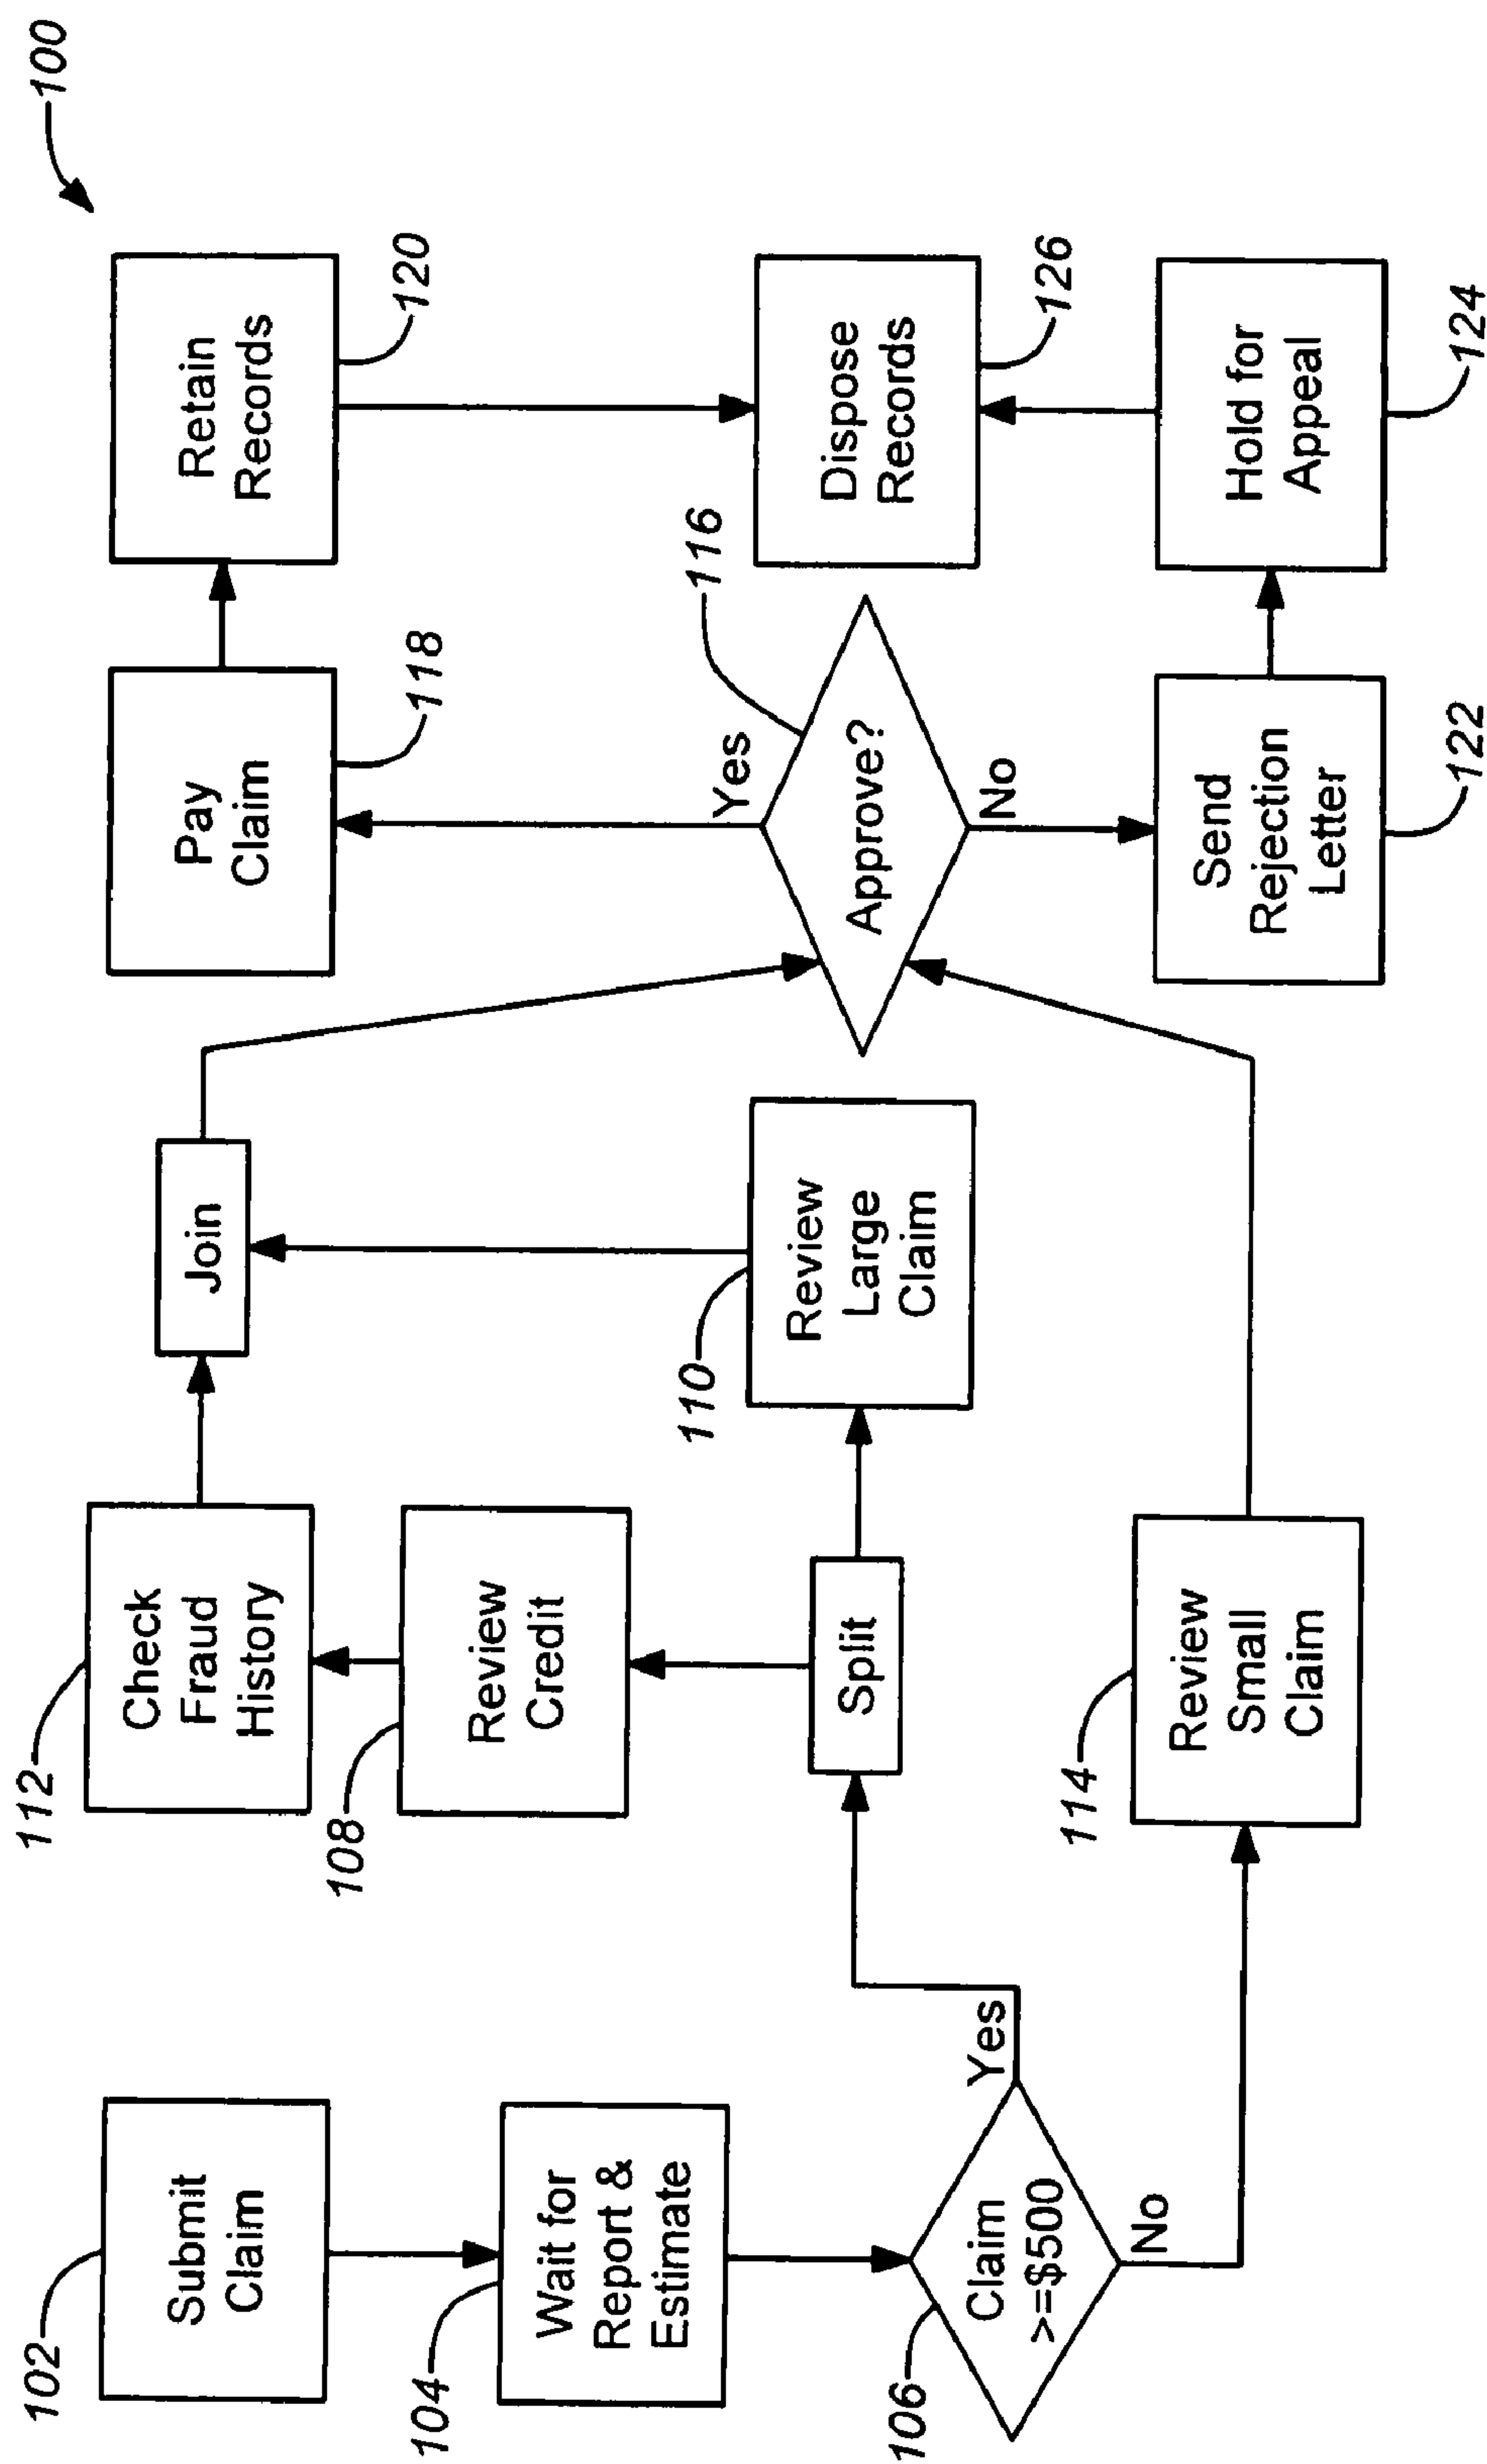 100
102
Submit
Claim
104
Wait for
Report &
Estimate
106
Claim
>=$500
Yes
No
112
Check
Fraud
History
108
Review
Credit
Split
114
Review
Small
Claim
Join
110
Review
Large
Claim
Pay
Claim
118
Yes
Approve?
116
No
Send
Rejection
Letter
122
Retain
Records
120
Dispose
Records
126
Hold for
Appeal
124